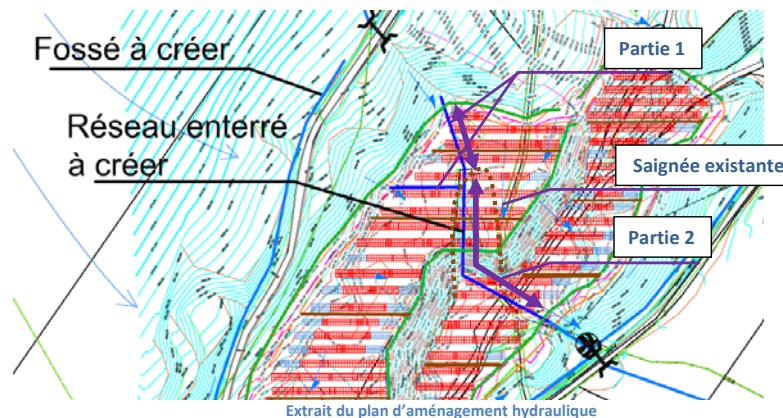 Partie 1
Fossé à créer
Réseau enterré
à créer
Saignée existante
Partie 2
Extrait du plan d'aménagement hydraulique